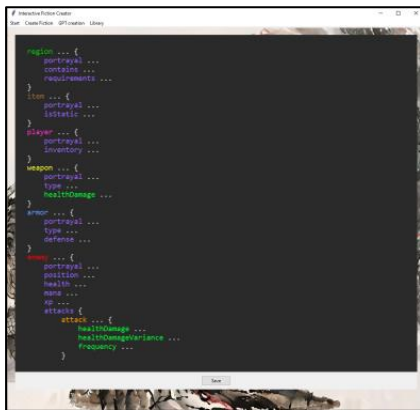 Interactive Fiction Creator
Start Create Fiction GPT creation Library
region ... {
portrayal ...
contains ...
requirements ...
}
item ... {
portrayal ...
isStatic ...
}
player ... {
portrayal ...
inventory ...
}
weapon ... {
portrayal ...
type ...
healthDamage ...
}
armor ... {
portrayal ...
type ...
defense ...
}
enemy ... {
portrayal ...
position ...
health ...
mana ...
xp ...
attacks {
attack ... {
healthDamage ...
healthDamageVariance ...
frequency ...
}
Save